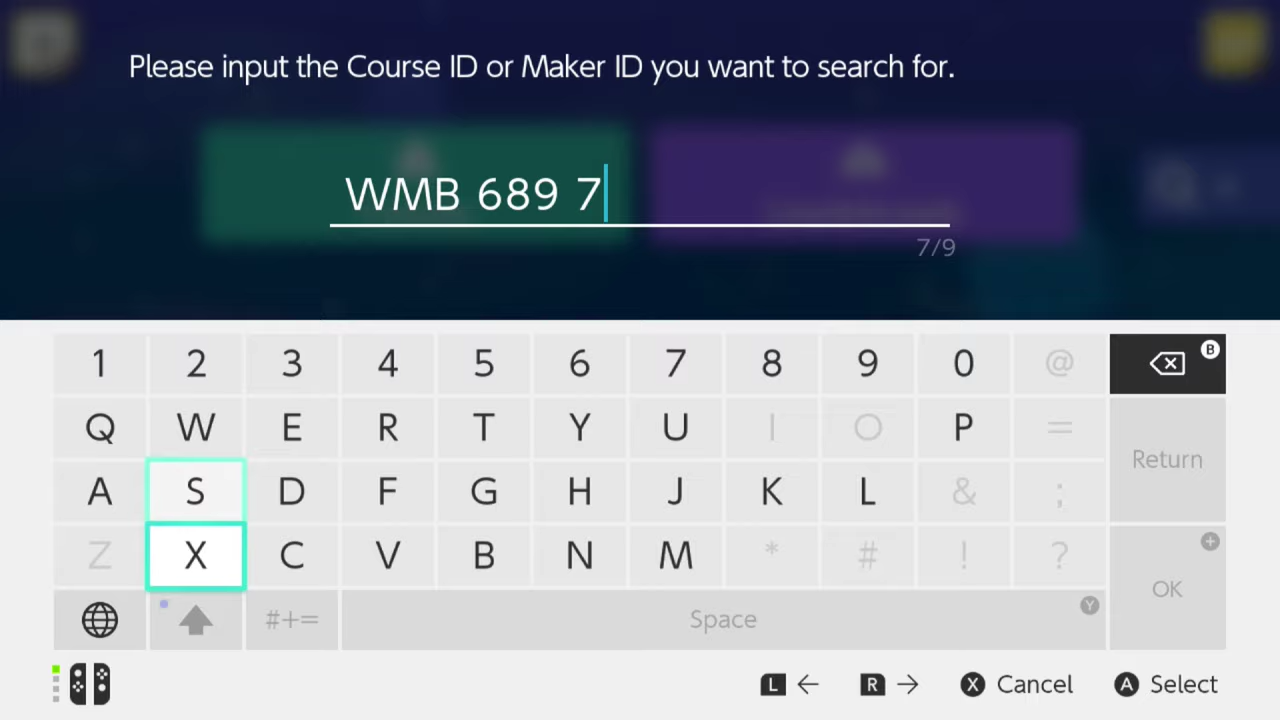 Please input the Course ID or Maker ID you want to search for.
WMB 689 7
7/9
1 2 3 4 5 6 7 8 9 0 @ B
Q W E R T Y U I O P =
Return
A S D F G H J K L & ;
Z X C V B N M * # ! ? +
OK
#+= Space Y
L ← R → X Cancel A Select